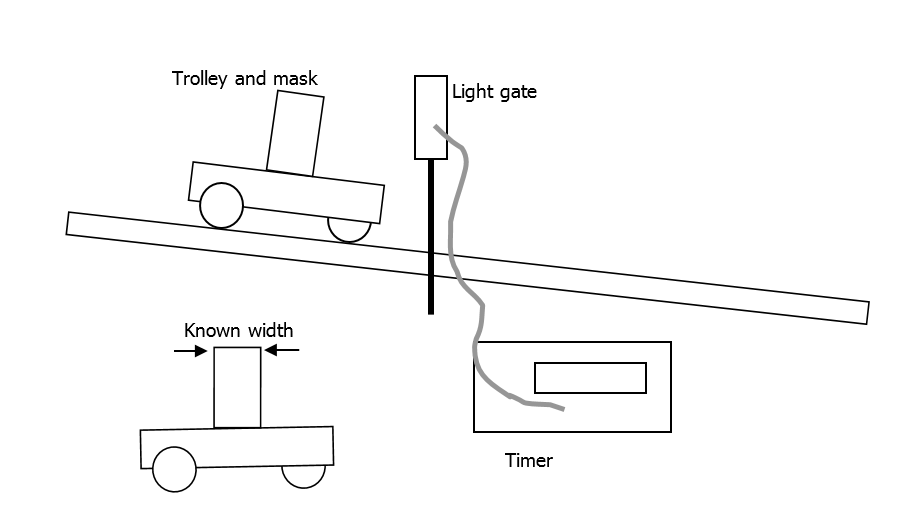 Trolley and mask
Light gate
Known width
Timer